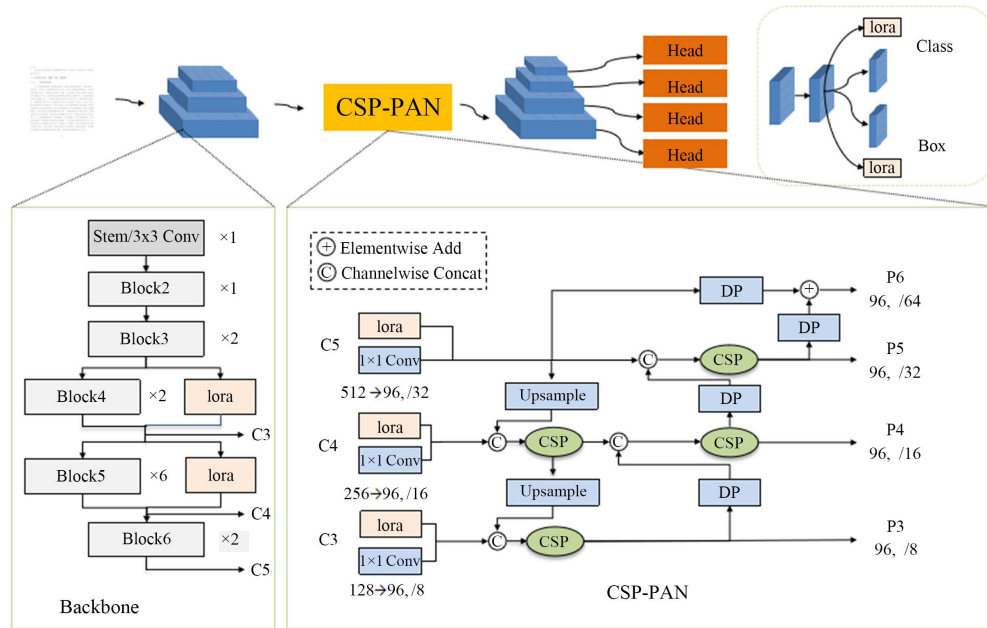 CSP-PAN
Head
Head
Head
Head
lora
Class
Box
lora
Stem/3x3 Conv ×1
Block2 ×1
Block3 ×2
Block4 ×2 lora
C3
Block5 ×6 lora
C4
Block6 ×2
C5
Backbone
+ Elementwise Add
C Channelwise Concat
C5
lora
1×1 Conv
512→96, /32
C4
lora
1×1 Conv
256→96, /16
C3
lora
1×1 Conv
128→96, /8
Upsample
C
CSP
Upsample
C
CSP
DP
+
DP
C
CSP
DP
C
CSP
DP
P6
96, /64
P5
96, /32
P4
96, /16
P3
96, /8
CSP-PAN